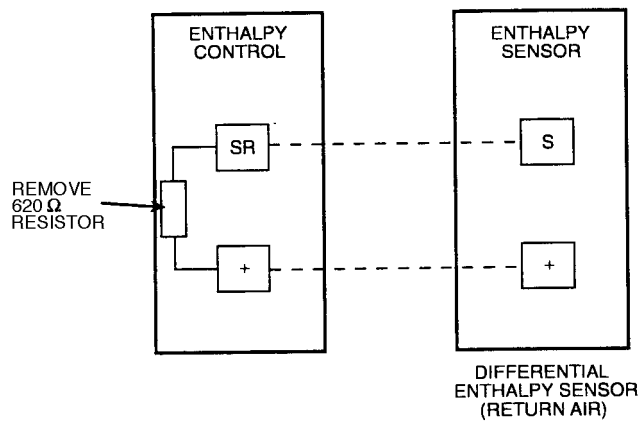 ENTHALPY
CONTROL
ENTHALPY
SENSOR
SR
S
REMOVE
620 Ω
RESISTOR
+
+
DIFFERENTIAL
ENTHALPY SENSOR
(RETURN AIR)